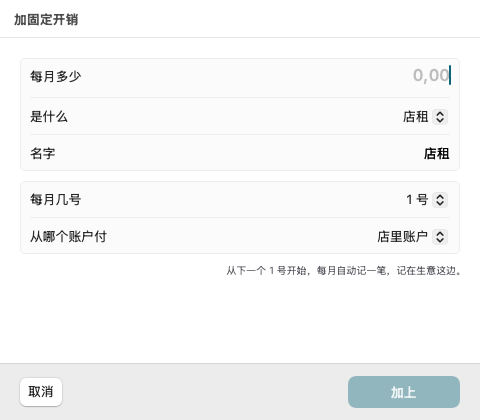 加固定开销
每月多少 0,00
是什么 店租
名字 店租
每月几号 1 号
从哪个账户付 店里账户
从下一个 1 号开始，每月自动记一笔，记在生意这边。
取消 加上